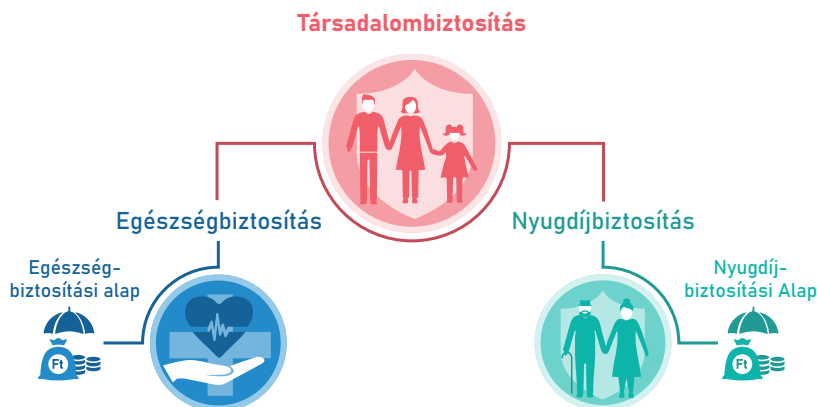 Társadalombiztosítás
Egészségbiztosítás
Nyugdíjbiztosítás
Egészség-
biztosítási alap
Ft
Nyugdíj-
biztosítási Alap
Ft